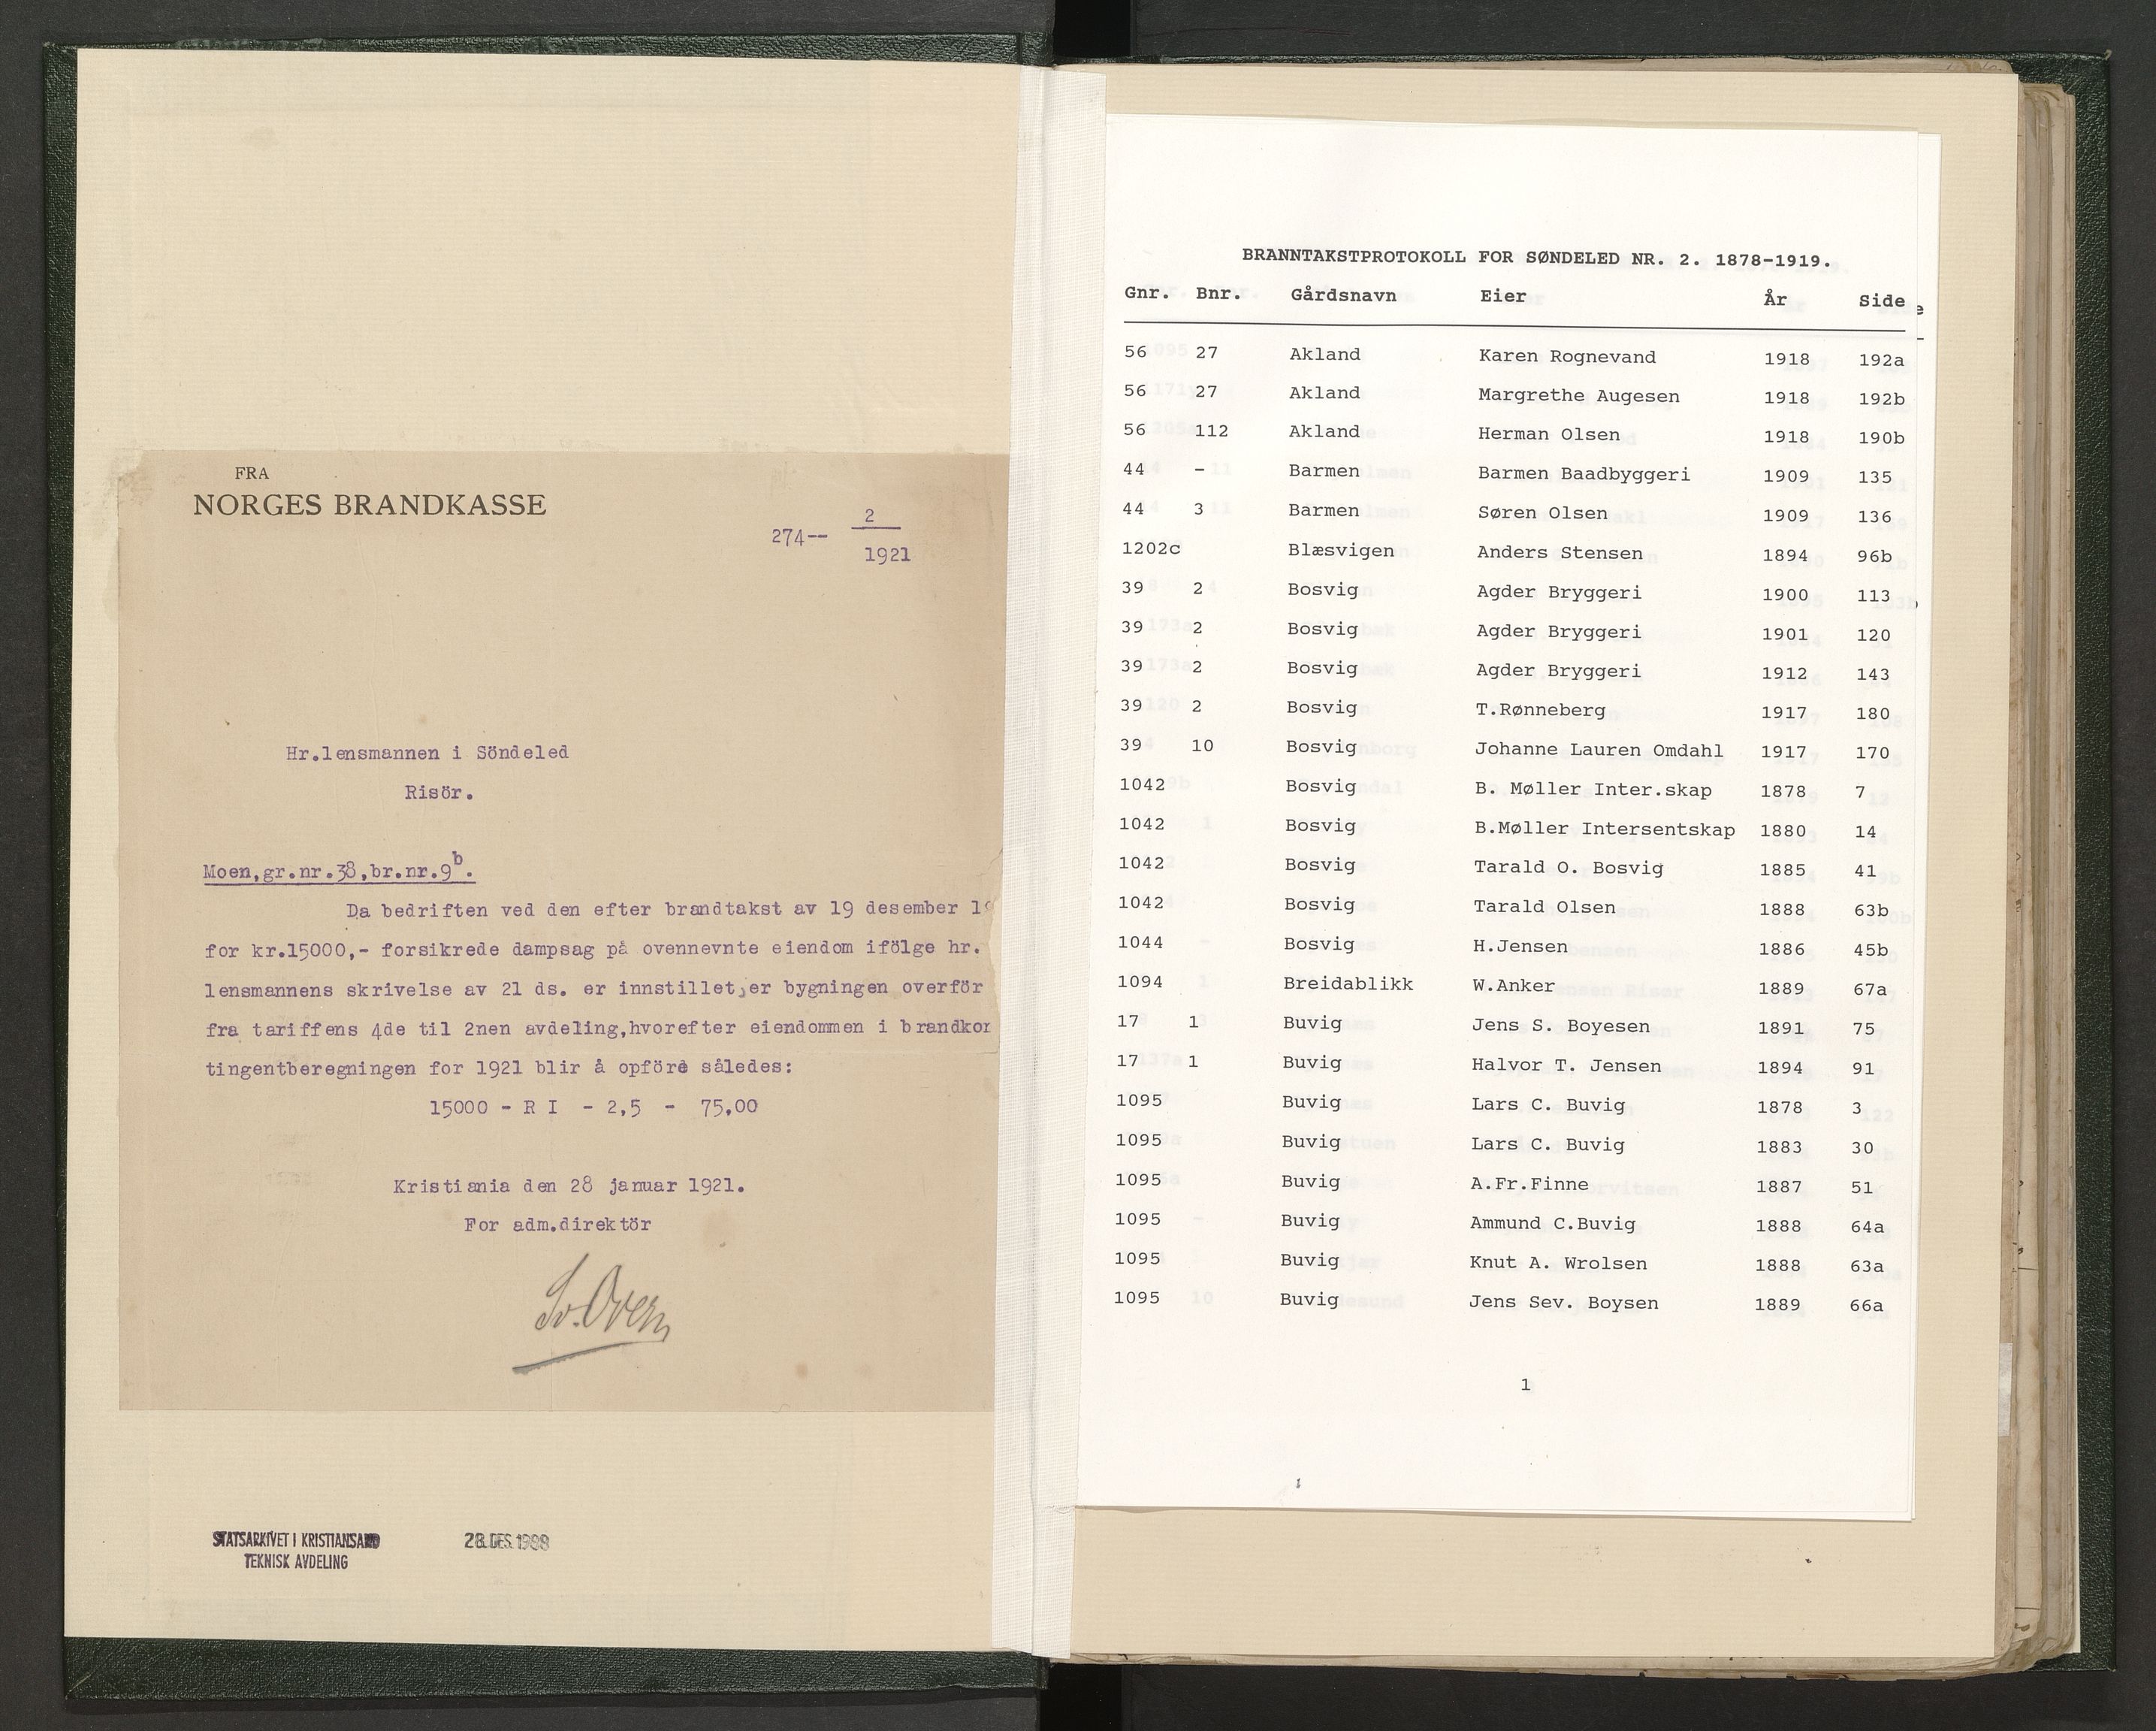 FRA
NORGES BRANDKASSE
2
274--
1921
Hr.lensmannen i Söndeled
Risör.
Moen,gr.nr.38,br.nr.9b.
Da bedriften ved den efter brandtakst av 19 desember 19
for kr.15000,- forsikrede dampsag på ovennevnte eiendom ifölge hr.
lensmannens skrivelse av 21 ds. er innstillet,er bygningen overför
fra tariffens 4de til 2nen avdeling,hvorefter eiendommen i brandkon
tingentberegningen for 1921 blir å opföre således:
15000 - R I - 2,5 - 75,00
Kristiania den 28 januar 1921.
For adm.direktör
STATSARKIVET I KRISTIANSAND
TEKNISK AVDELING
28.DES.1998
BRANNTAKSTPROTOKOLL FOR SØNDELED NR. 2. 1878-1919.
Gnr. Bnr. Gårdsnavn Eier År Side
56 27 Akland Karen Rognevand 1918 192a
56 27 Akland Margrethe Augesen 1918 192b
56 112 Akland Herman Olsen 1918 190b
44 - Barmen Barmen Baadbyggeri 1909 135
44 3 Barmen Søren Olsen 1909 136
1202c Blæsvigen Anders Stensen 1894 96b
39 2 Bosvig Agder Bryggeri 1900 113
39 2 Bosvig Agder Bryggeri 1901 120
39 2 Bosvig Agder Bryggeri 1912 143
39 2 Bosvig T.Rønneberg 1917 180
39 10 Bosvig Johanne Lauren Omdahl 1917 170
1042 Bosvig B. Møller Inter.skap 1878 7
1042 Bosvig B.Møller Intersentskap 1880 14
1042 Bosvig Tarald O. Bosvig 1885 41
1042 Bosvig Tarald Olsen 1888 63b
1044 Bosvig H.Jensen 1886 45b
1094 Breidablikk W.Anker 1889 67a
17 1 Buvig Jens S. Boyesen 1891 75
17 1 Buvig Halvor T. Jensen 1894 91
1095 Buvig Lars C. Buvig 1878 3
1095 Buvig Lars C. Buvig 1883 30
1095 Buvig A.Fr.Finne 1887 51
1095 Buvig Ammund C.Buvig 1888 64a
1095 Buvig Knut A. Wrolsen 1888 63a
1095 Buvig Jens Sev. Boysen 1889 66a
1